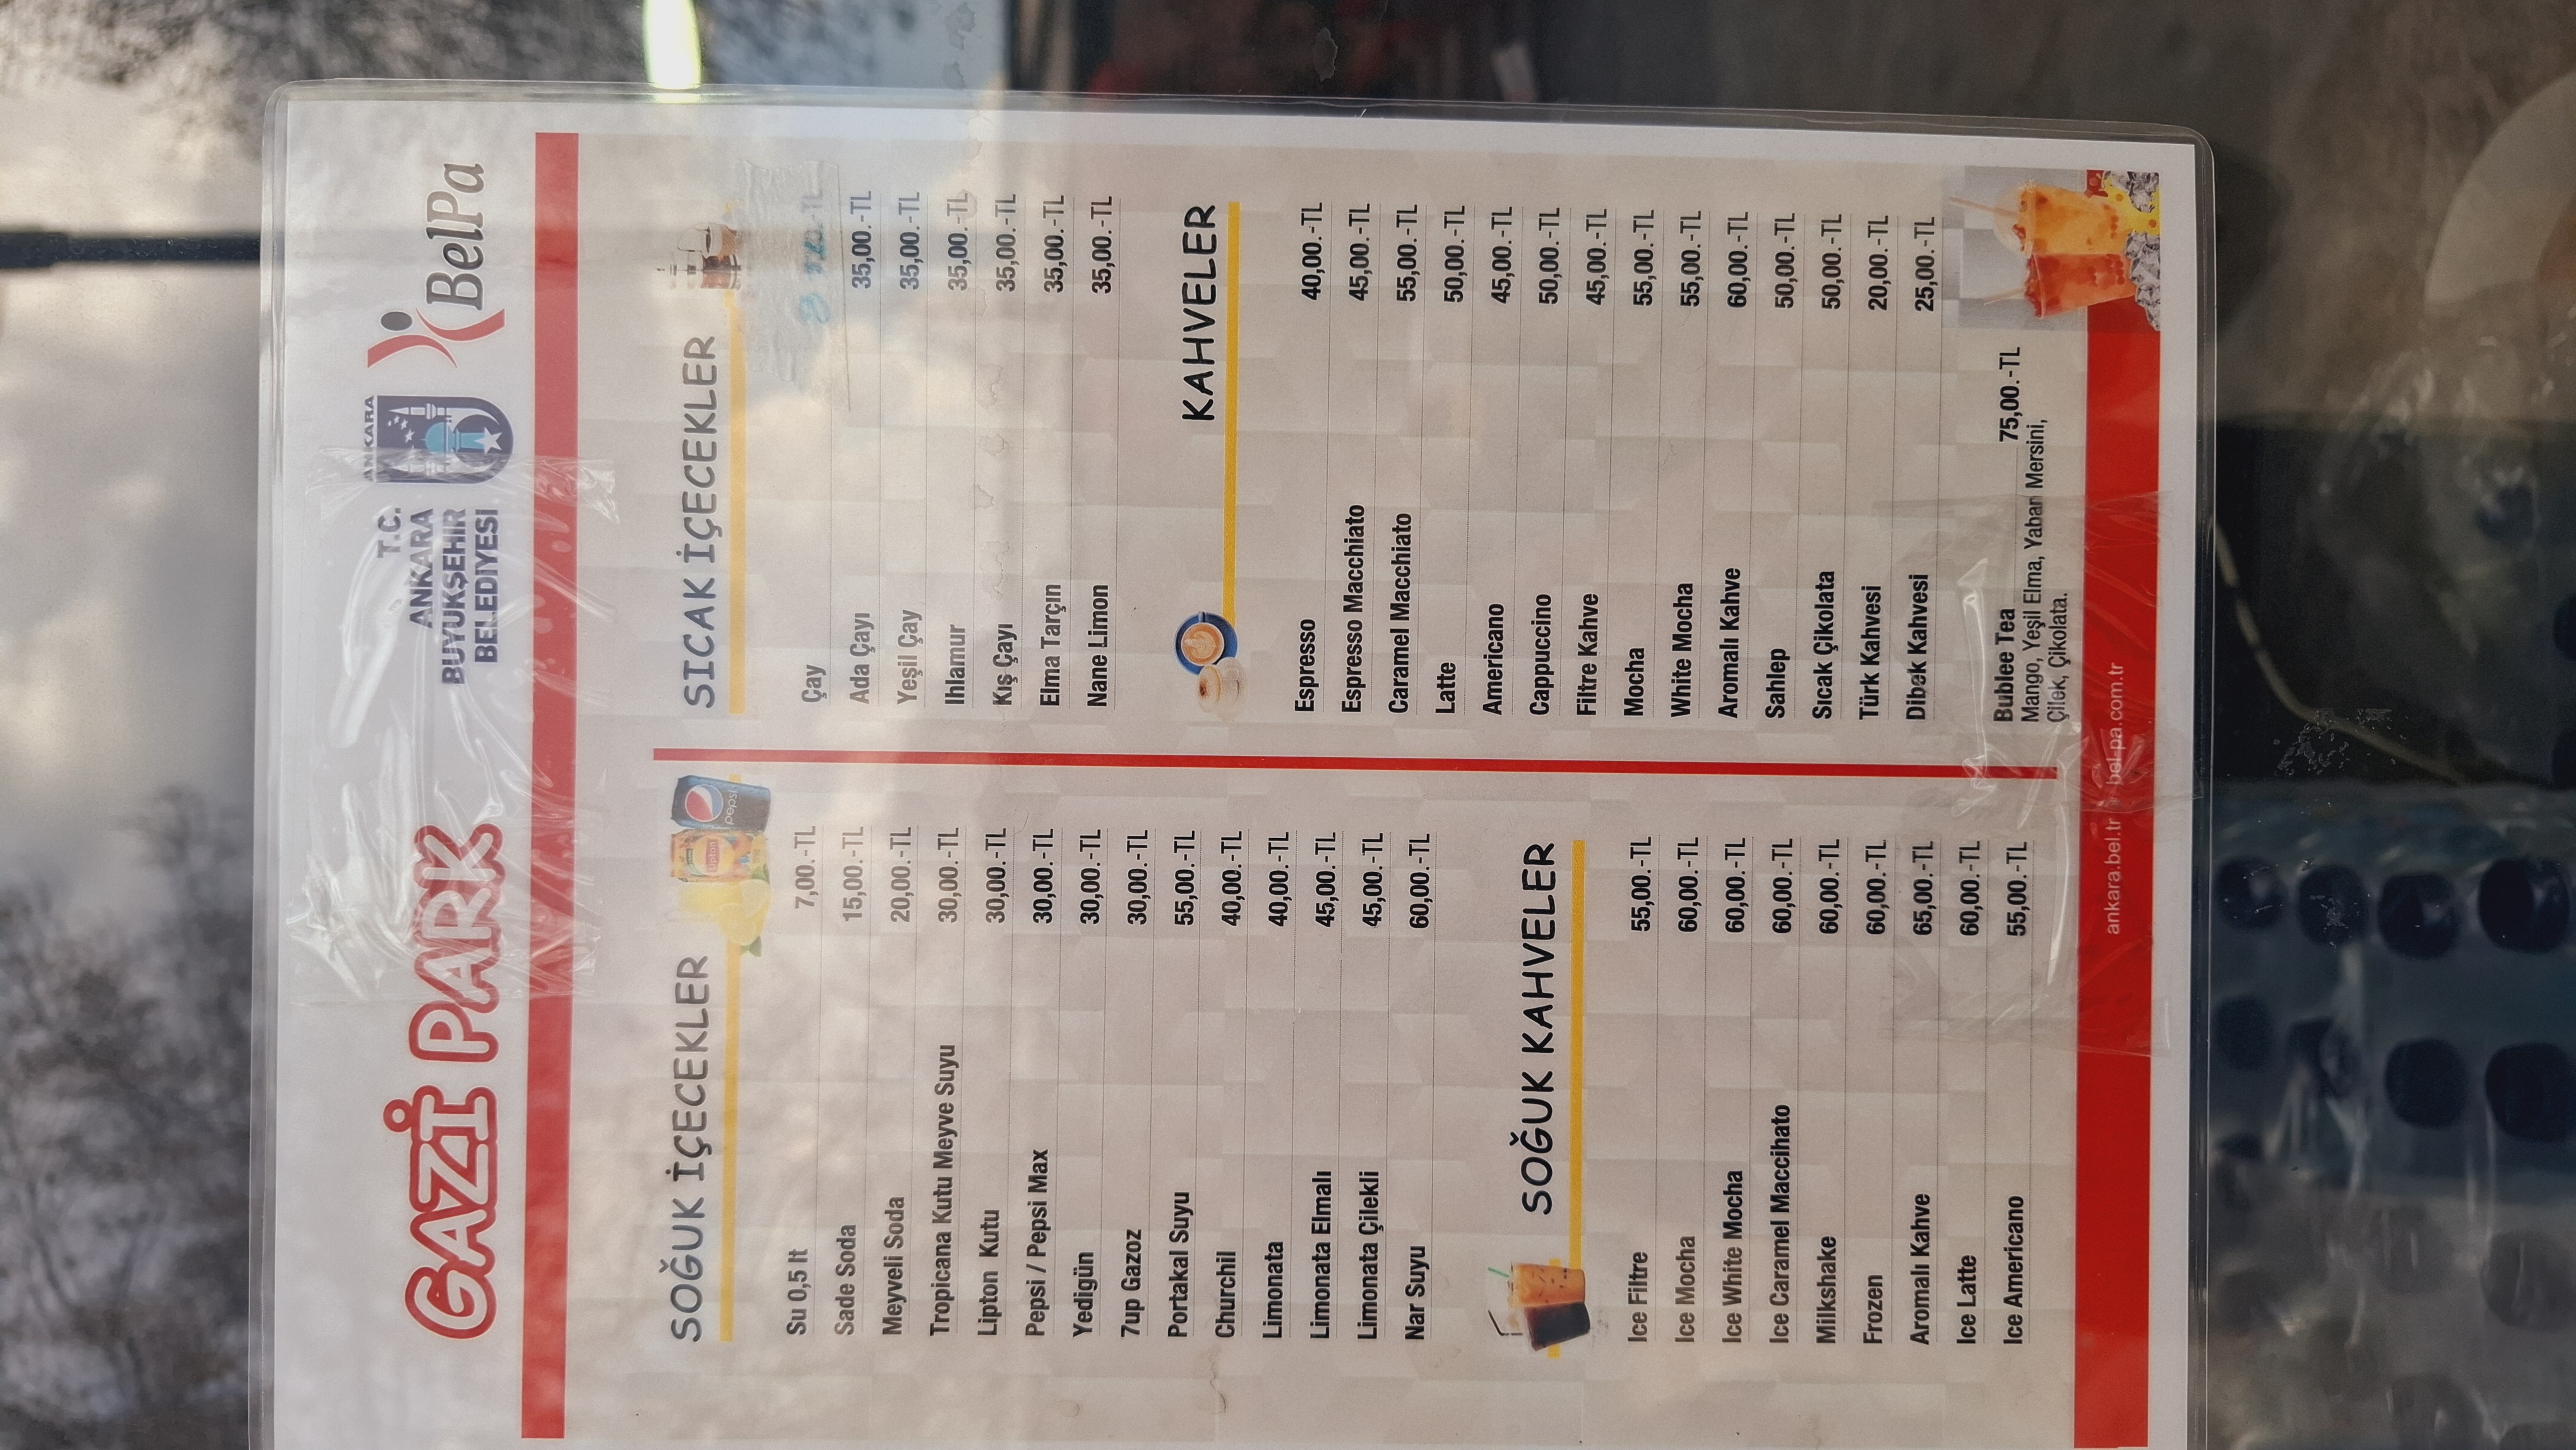 GAZİ PARK
T.C.
ANKARA
BÜYÜKŞEHİR
BELEDİYESİ
ANKARA
BelPa
SOĞUK İÇECEKLER
Lipton
pepsi
Su 0,5 lt 7,00.-TL
Sade Soda 15,00.-TL
Meyveli Soda 20,00.-TL
Tropicana Kutu Meyve Suyu 30,00.-TL
Lipton Kutu 30,00.-TL
Pepsi / Pepsi Max 30,00.-TL
Yedigün 30,00.-TL
7up Gazoz 30,00.-TL
Portakal Suyu 55,00.-TL
Churchil 40,00.-TL
Limonata 40,00.-TL
Limonata Elmalı 45,00.-TL
Limonata Çilekli 45,00.-TL
Nar Suyu 60,00.-TL
SOĞUK KAHVELER
Ice Filtre 55,00.-TL
Ice Mocha 60,00.-TL
Ice White Mocha 60,00.-TL
Ice Caramel Maccihato 60,00.-TL
Milkshake 60,00.-TL
Frozen 60,00.-TL
Aromalı Kahve 65,00.-TL
Ice Latte 60,00.-TL
Ice Americano 55,00.-TL
SICAK İÇECEKLER
Çay .-TL
Ada Çayı 35,00.-TL
Yeşil Çay 35,00.-TL
Ihlamur 35,00.-TL
Kış Çayı 35,00.-TL
Elma Tarçın 35,00.-TL
Nane Limon 35,00.-TL
KAHVELER
Espresso 40,00.-TL
Espresso Macchiato 45,00.-TL
Caramel Macchiato 55,00.-TL
Latte 50,00.-TL
Americano 45,00.-TL
Cappuccino 50,00.-TL
Filtre Kahve 45,00.-TL
Mocha 55,00.-TL
White Mocha 55,00.-TL
Aromalı Kahve 60,00.-TL
Sahlep 50,00.-TL
Sıcak Çikolata 50,00.-TL
Türk Kahvesi 20,00.-TL
Dibek Kahvesi 25,00.-TL
Bublee Tea 75,00.-TL
Mango, Yeşil Elma, Yaban Mersini,
Çilek, Çikolata.
ankara.bel.tr / bel-pa.com.tr